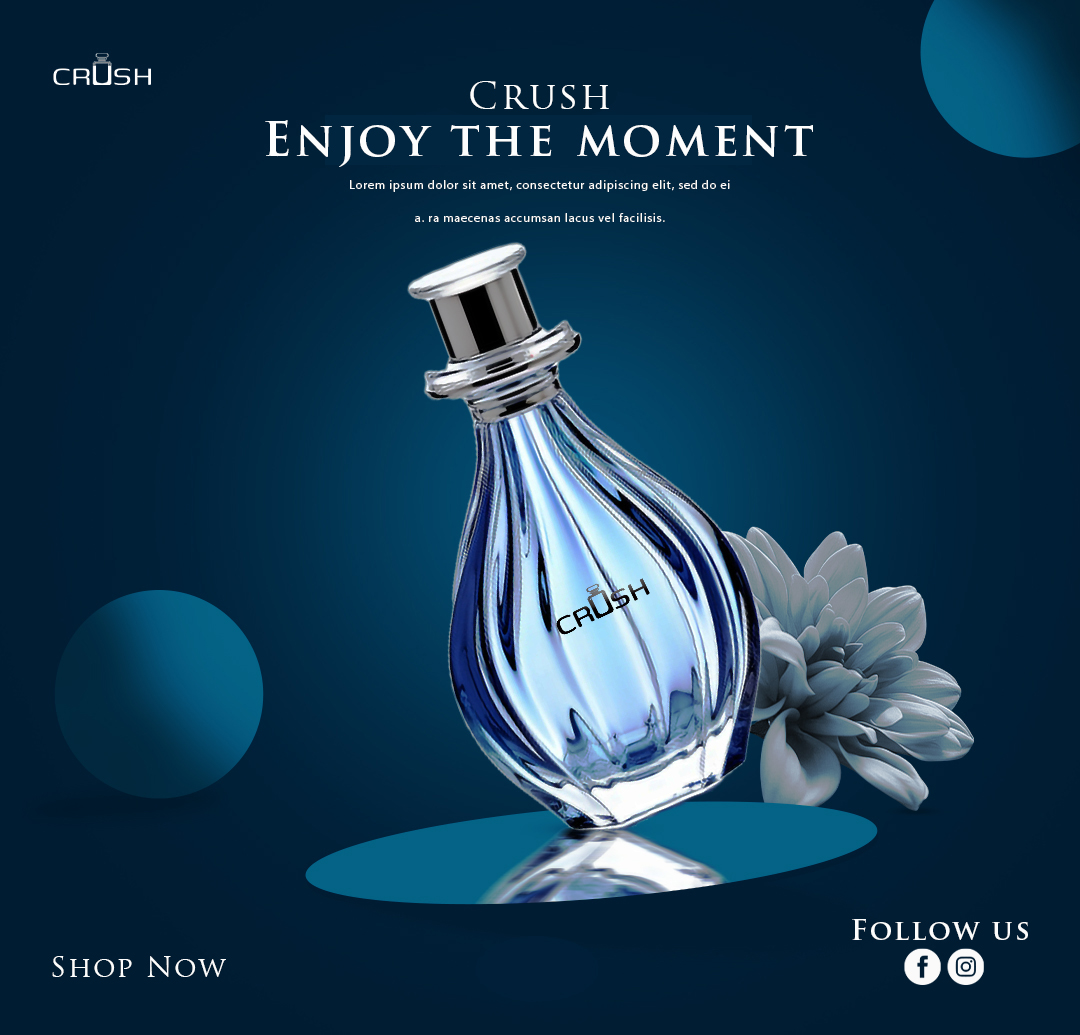 CRUSH
Crush
Enjoy the moment
Lorem ipsum dolor sit amet, consectetur adipiscing elit, sed do ei
a. ra maecenas accumsan lacus vel facilisis.
CRUSH
Follow us
Shop Now